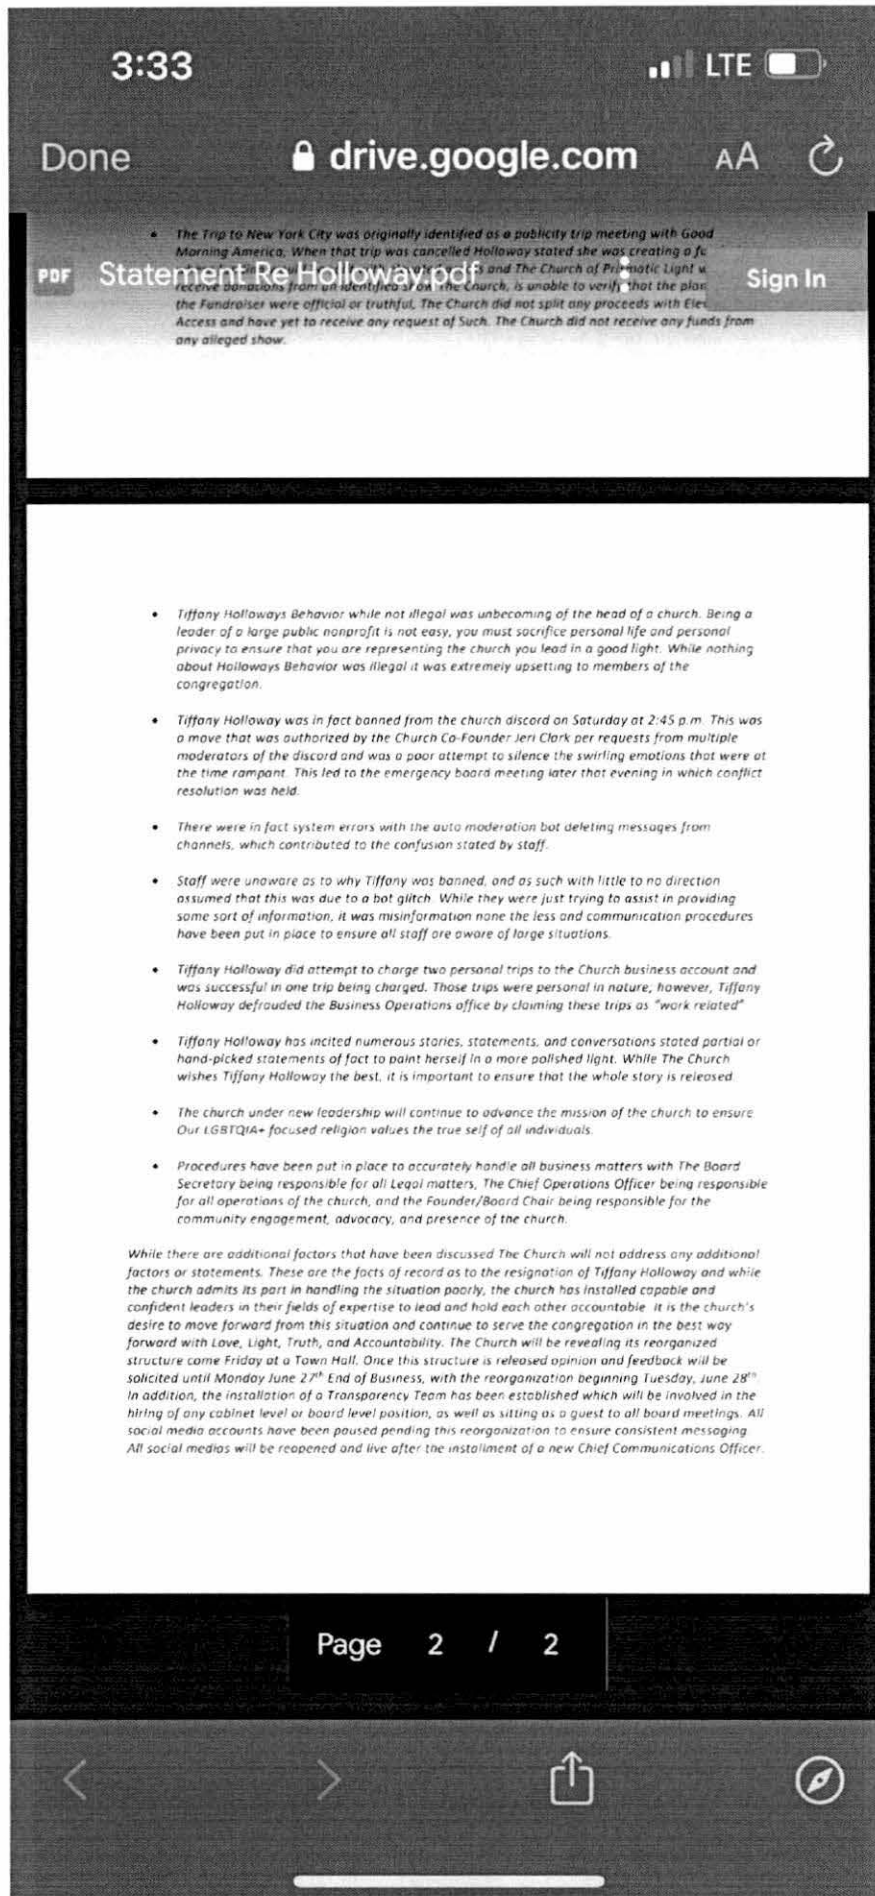 3:33
LTE
Done
drive.google.com
AA
• The Trip to New York City was originally identified as a publicity trip meeting with Good
Morning America, When that trip was cancelled Holloway stated she was creating a
PDF
Statement Re Holloway.pdf
Sign In
and The Church of Prismatic Light
receive donations from an identified show. The Church, is unable to verify that the
the Fundraiser were official or truthful, The Church did not split any proceeds with
Access and have yet to receive any request of Such. The Church did not receive any funds from
any alleged show.
• Tiffany Holloways Behavior while not illegal was unbecoming of the head of a church. Being a
leader of a large public nonprofit is not easy, you must sacrifice personal life and personal
privacy to ensure that you are representing the church you lead in a good light. While nothing
about Holloways Behavior was illegal it was extremely upsetting to members of the
congregation.
• Tiffany Holloway was in fact banned from the church discord on Saturday at 2:45 p.m. This was
a move that was authorized by the Church Co-Founder Jeri Clark per requests from multiple
moderators of the discord and was a poor attempt to silence the swirling emotions that were at
the time rampant. This led to the emergency board meeting later that evening in which conflict
resolution was held.
• There were in fact system errors with the auto moderation bot deleting messages from
channels, which contributed to the confusion stated by staff.
• Staff were unaware as to why Tiffany was banned, and as such with little to no direction
assumed that this was due to a bot glitch. While they were just trying to assist in providing
some sort of information, it was misinformation none the less and communication procedures
have been put in place to ensure all staff are aware of large situations.
• Tiffany Holloway did attempt to charge two personal trips to the Church business account and
was successful in one trip being charged. Those trips were personal in nature; however, Tiffany
Holloway defrauded the Business Operations office by claiming these trips as "work related"
• Tiffany Holloway has incited numerous stories, statements, and conversations stated partial or
hand-picked statements of fact to paint herself in a more polished light. While The Church
wishes Tiffany Holloway the best, it is important to ensure that the whole story is released.
• The church under new leadership will continue to advance the mission of the church to ensure
Our LGBTQIA+ focused religion values the true self of all individuals.
• Procedures have been put in place to accurately handle all business matters with The Board
Secretary being responsible for all Legal matters, The Chief Operations Officer being responsible
for all operations of the church, and the Founder/Board Chair being responsible for the
community engagement, advocacy, and presence of the church.
While there are additional factors that have been discussed The Church will not address any additional
factors or statements. These are the facts of record as to the resignation of Tiffany Holloway and while
the church admits its part in handling the situation poorly, the church has installed capable and
confident leaders in their fields of expertise to lead and hold each other accountable. It is the church's
desire to move forward from this situation and continue to serve the congregation in the best way
forward with Love, Light, Truth, and Accountability. The Church will be revealing its reorganized
structure come Friday at a Town Hall. Once this structure is released opinion and feedback will be
solicited until Monday June 27th End of Business, with the reorganization beginning Tuesday, June 28th
In addition, the installation of a Transparency Team has been established which will be involved in the
hiring of any cabinet level or board level position, as well as sitting as a guest to all board meetings. All
social media accounts have been paused pending this reorganization to ensure consistent messaging
All social medias will be reopened and live after the installment of a new Chief Communications Officer.
Page 2 / 2